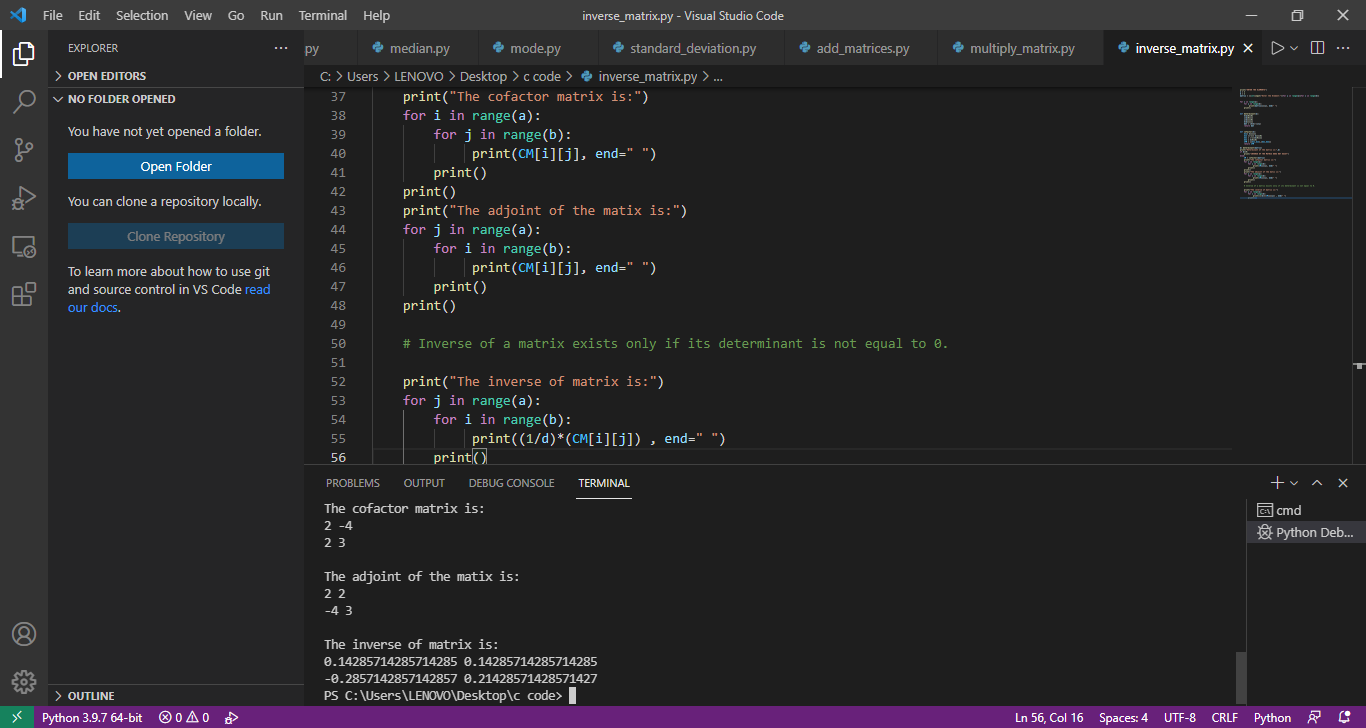 File Edit Selection View Go Run Terminal Help inverse_matrix.py - Visual Studio Code
EXPLORER
OPEN EDITORS
NO FOLDER OPENED
You have not yet opened a folder.
Open Folder
You can clone a repository locally.
Clone Repository
To learn more about how to use git
and source control in VS Code read
our docs.
OUTLINE
.py median.py mode.py standard_deviation.py add_matrices.py multiply_matrix.py inverse_matrix.py
C: > Users > LENOVO > Desktop > c code > inverse_matrix.py > ...
37 print("The cofactor matrix is:")
38 for i in range(a):
39 for j in range(b):
40 print(CM[i][j], end=" ")
41 print()
42 print()
43 print("The adjoint of the matix is:")
44 for j in range(a):
45 for i in range(b):
46 print(CM[i][j], end=" ")
47 print()
48 print()
49
50 # Inverse of a matrix exists only if its determinant is not equal to 0.
51
52 print("The inverse of matrix is:")
53 for j in range(a):
54 for i in range(b):
55 print((1/d)*(CM[i][j]) , end=" ")
56 print()
PROBLEMS OUTPUT DEBUG CONSOLE TERMINAL
The cofactor matrix is:
2 -4
2 3
The adjoint of the matix is:
2 2
-4 3
The inverse of matrix is:
0.14285714285714285 0.14285714285714285
-0.2857142857142857 0.21428571428571427
PS C:\Users\LENOVO\Desktop\c code>
cmd
Python Deb...
Python 3.9.7 64-bit 0 0 Ln 56, Col 16 Spaces: 4 UTF-8 CRLF Python